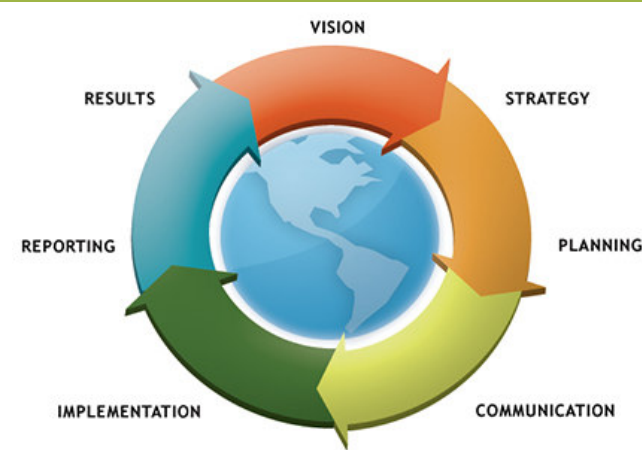 VISION
STRATEGY
PLANNING
COMMUNICATION
IMPLEMENTATION
REPORTING
RESULTS